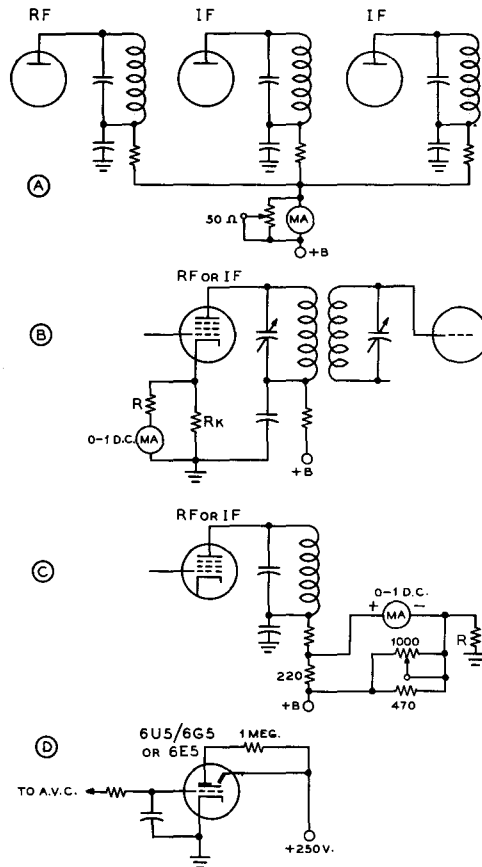 RF IF IF
A
50 Ω
MA
+B
RF OR IF
B
R
RK
0-1 D.C. MA
+B
RF OR IF
C
0-1 D.C.
+ MA -
1000
R
220
+B
470
D
6U5/6G5
OR 6E5
1 MEG.
TO A.V.C.
+250V.